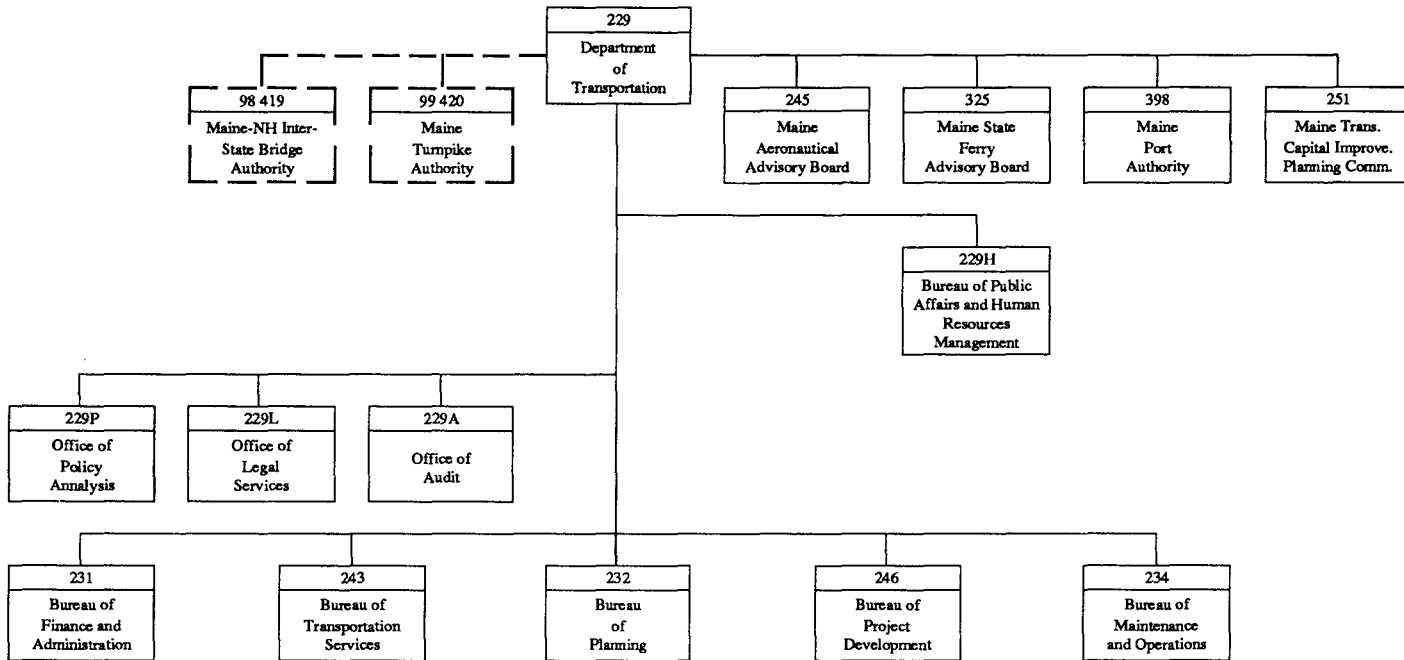 229
Department
of
Transportation
98 419
Maine-NH Inter-
State Bridge
Authority
99 420
Maine
Turnpike
Authority
245
Maine
Aeronautical
Advisory Board
325
Maine State
Ferry
Advisory Board
398
Maine
Port
Authority
251
Maine Trans.
Capital Improve.
Planning Comm.
229H
Bureau of Public
Affairs and Human
Resources
Management
229P
Office of
Policy
Annalysis
229L
Office of
Legal
Services
229A
Office of
Audit
231
Bureau of
Finance and
Administration
243
Bureau of
Transportation
Services
232
Bureau
of
Planning
246
Bureau of
Project
Development
234
Bureau of
Maintenance
and Operations